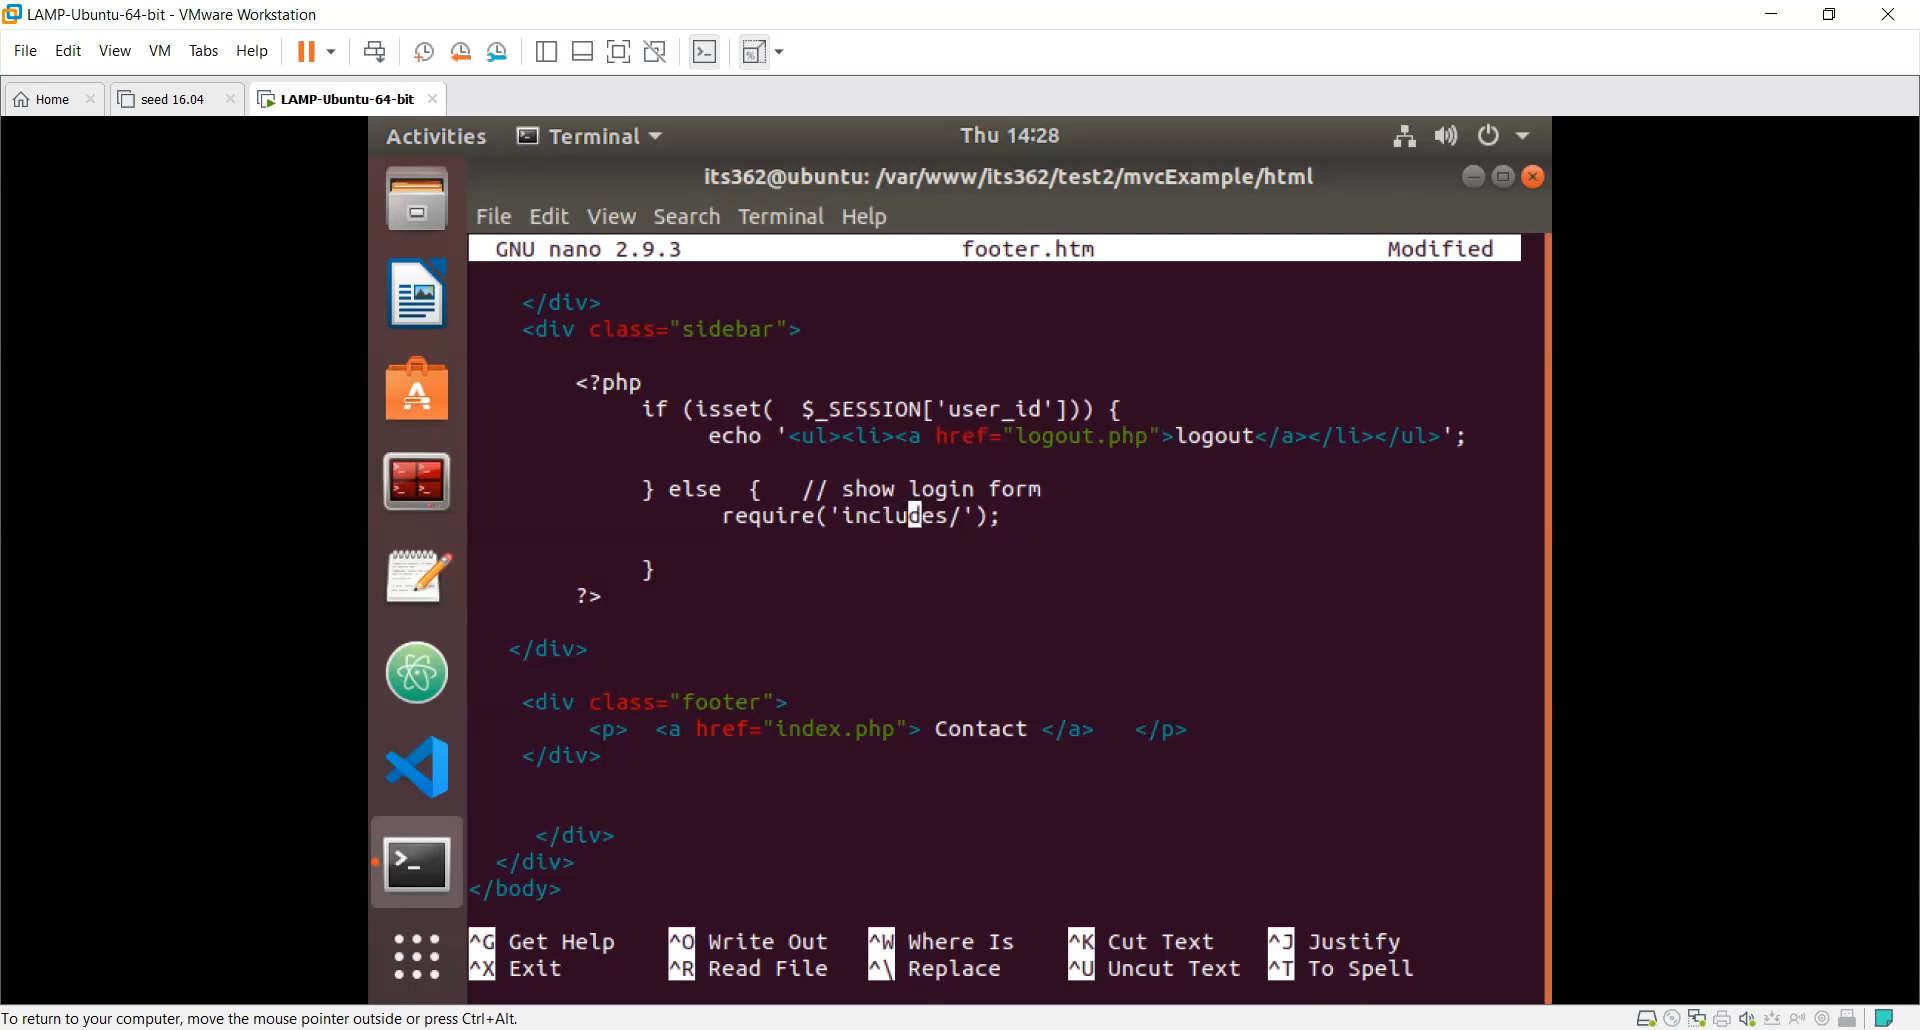 LAMP-Ubuntu-64-bit - VMware Workstation
File Edit View VM Tabs Help
Home seed 16.04 LAMP-Ubuntu-64-bit
Activities Terminal Thu 14:28
its362@ubuntu: /var/www/its362/test2/mvcExample/html
File Edit View Search Terminal Help
GNU nano 2.9.3 footer.htm Modified
</div>
<div class="sidebar">
<?php
if (isset(  $_SESSION['user_id'])) {
echo '<ul><li><a href="logout.php">logout</a></li></ul>';
} else  {   // show login form
require('includes/');
}
?>
</div>
<div class="footer">
<p>  <a href="index.php"> Contact </a>   </p>
</div>
</div>
</div>
</body>
^G Get Help ^O Write Out ^W Where Is ^K Cut Text ^J Justify
^X Exit ^R Read File ^\ Replace ^U Uncut Text ^T To Spell
To return to your computer, move the mouse pointer outside or press Ctrl+Alt.